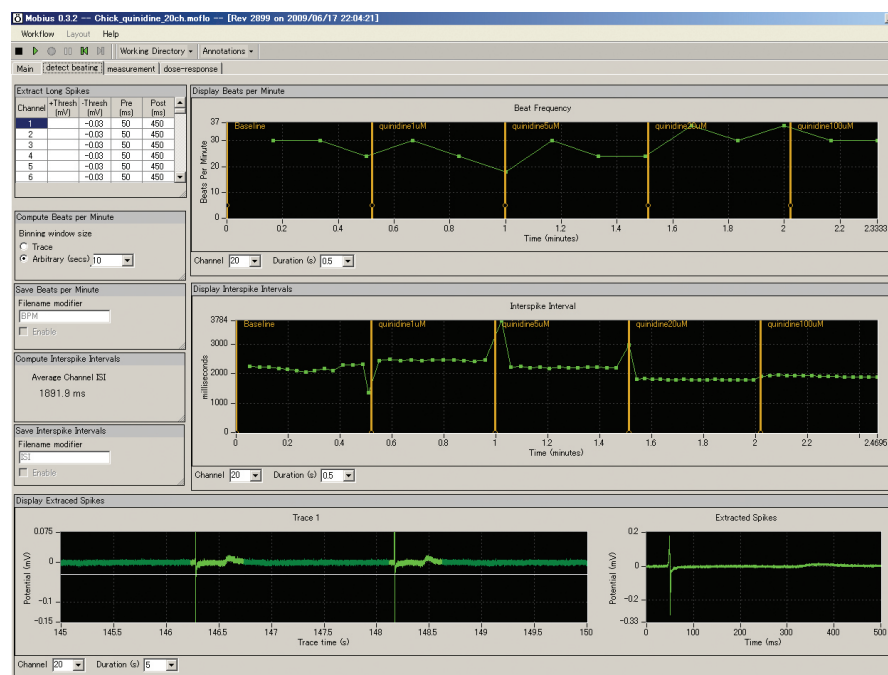 Mobius 0.3.2 -- Chick_quinidine_20ch.moflo -- [Rev 2899 on 2009/06/17 22:04:21]
Workflow Layout Help
Working Directory Annotations
Main detect beating measurement dose-response
Extract Long Spikes
Channel +Thresh (mV) -Thresh (mV) Pre (ms) Post (ms)
1 -0.03 50 450
2 -0.03 50 450
3 -0.03 50 450
4 -0.03 50 450
5 -0.03 50 450
6 -0.03 50 450
Compute Beats per Minute
Binning window size
Trace
Arbitrary (secs) 10
Save Beats per Minute
Filename modifier
BPM
Enable
Compute Interspike Intervals
Average Channel ISI
1891.9 ms
Save Interspike Intervals
Filename modifier
ISI
Enable
Display Beats per Minute
Beat Frequency
Beats Per Minute
37
30
20
10
0
Baseline quinidine1uM quinidine5uM quinidine20uM quinidine100uM
0 0.2 0.4 0.6 0.8 1 1.2 1.4 1.6 1.8 2 2.2 2.3333
Time (minutes)
Channel 20 Duration (s) 0.5
Display Interspike Intervals
Interspike Interval
milliseconds
3784
3000
2000
1000
0
Baseline quinidine1uM quinidine5uM quinidine20uM quinidine100uM
0 0.2 0.4 0.6 0.8 1 1.2 1.4 1.6 1.8 2 2.2 2.4695
Time (minutes)
Channel 20 Duration (s) 0.5
Display Extraced Spikes
Trace 1
Potential (mV)
0.075
0
-0.1
-0.15
145 145.5 146 146.5 147 147.5 148 148.5 149 149.5 150
Trace time (s)
Extracted Spikes
Potential (mV)
0.2
0
-0.2
-0.33
0 100 200 300 400 500
Time (ms)
Channel 20 Duration (s) 5